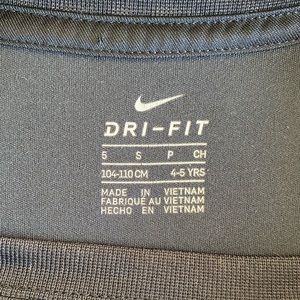 DRI-FIT
5 S P CH
104-110 CM 4-5 YRS
MADE IN VIETNAM
FABRIQUÉ AU VIETNAM
HECHO EN VIETNAM